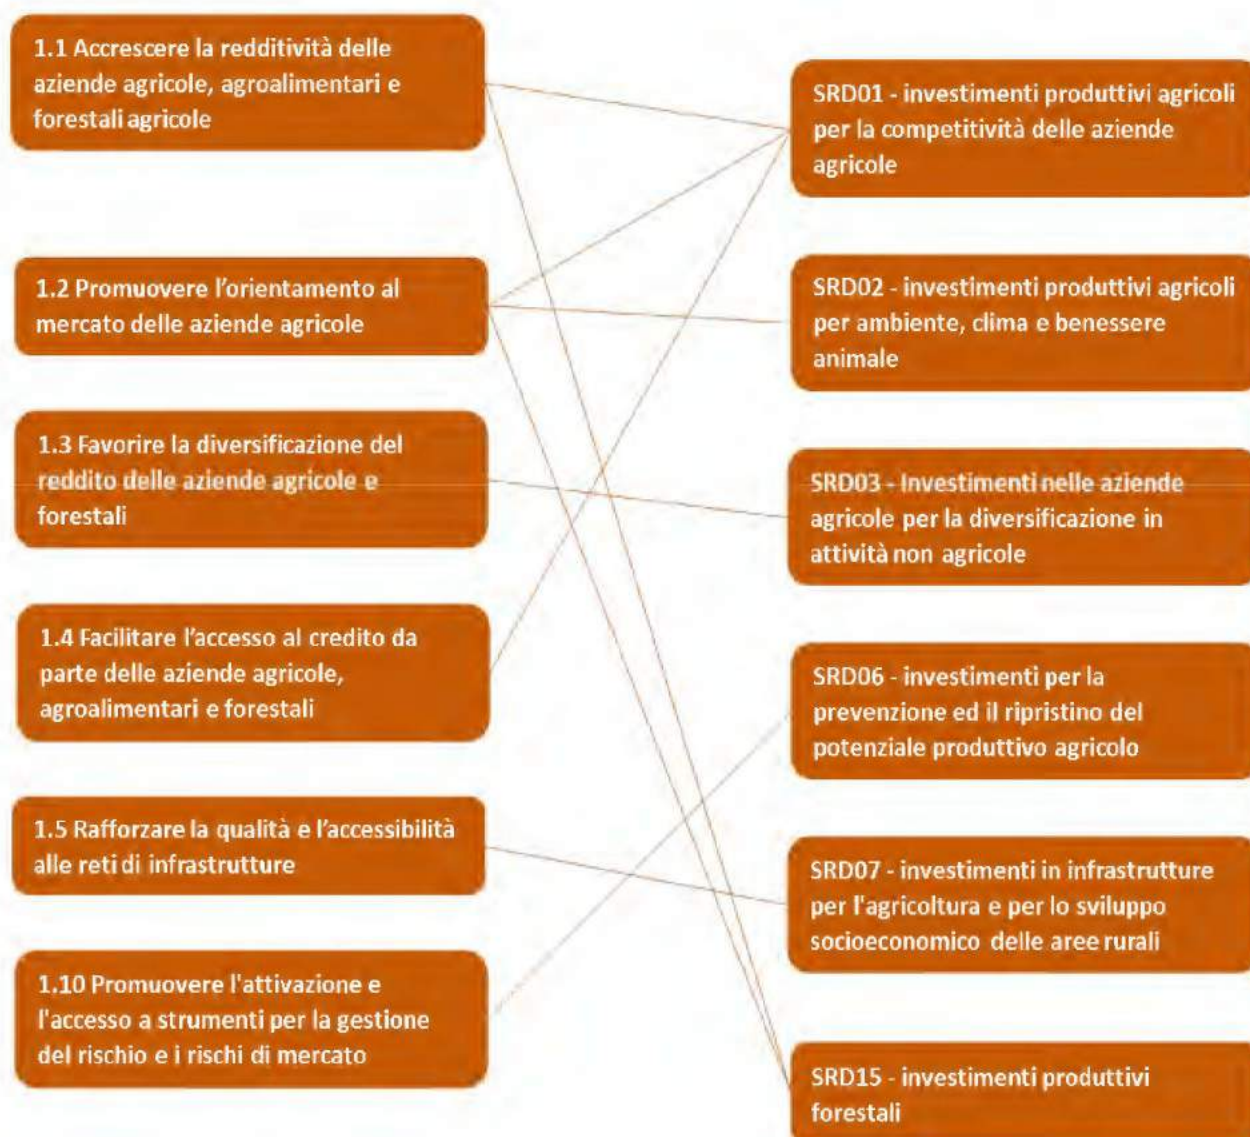 1.1 Accrescere la redditività delle
aziende agricole, agroalimentari e
forestali agricole
1.2 Promuovere l'orientamento al
mercato delle aziende agricole
1.3 Favorire la diversificazione del
reddito delle aziende agricole e
forestali
1.4 Facilitare l'accesso al credito da
parte delle aziende agricole,
agroalimentari e forestali
1.5 Rafforzare la qualità e l'accessibilità
alle reti di infrastrutture
1.10 Promuovere l'attivazione e
l'accesso a strumenti per la gestione
del rischio e i rischi di mercato
SRD01 - investimenti produttivi agricoli
per la competitività delle aziende
agricole
SRD02 - investimenti produttivi agricoli
per ambiente, clima e benessere
animale
SRD03 - Investimenti nelle aziende
agricole per la diversificazione in
attività non agricole
SRD06 - investimenti per la
prevenzione ed il ripristino del
potenziale produttivo agricolo
SRD07 - investimenti in infrastrutture
per l'agricoltura e per lo sviluppo
socioeconomico delle aree rurali
SRD15 - investimenti produttivi
forestali